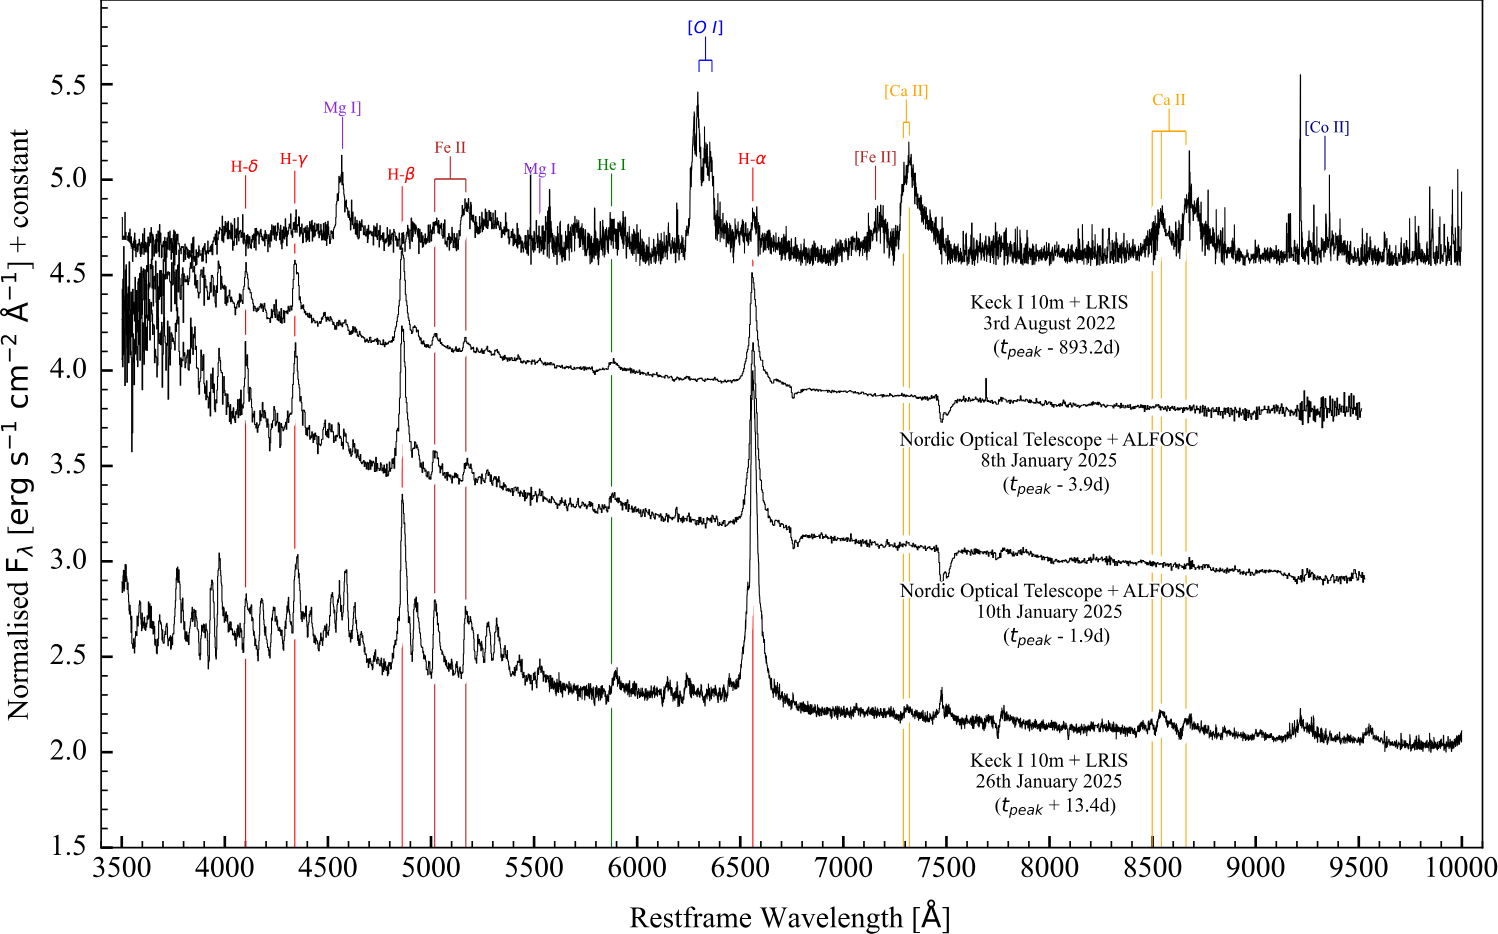 [O I]
5.5
[Ca II]
Mg I]
Ca II
[Co II]
Fe II
H-γ
H-α
[Fe II]
H-δ
Mg I
He I
H-β
5.0
4.5
Keck I 10m + LRIS
3rd August 2022
(t_peak - 893.2d)
4.0
Nordic Optical Telescope + ALFOSC
8th January 2025
(t_peak - 3.9d)
3.5
3.0
Nordic Optical Telescope + ALFOSC
10th January 2025
(t_peak - 1.9d)
2.5
2.0
Keck I 10m + LRIS
26th January 2025
(t_peak + 13.4d)
1.5
Normalised F_λ [erg s⁻¹ cm⁻² Å⁻¹] + constant
3500 4000 4500 5000 5500 6000 6500 7000 7500 8000 8500 9000 9500 10000
Restframe Wavelength [Å]